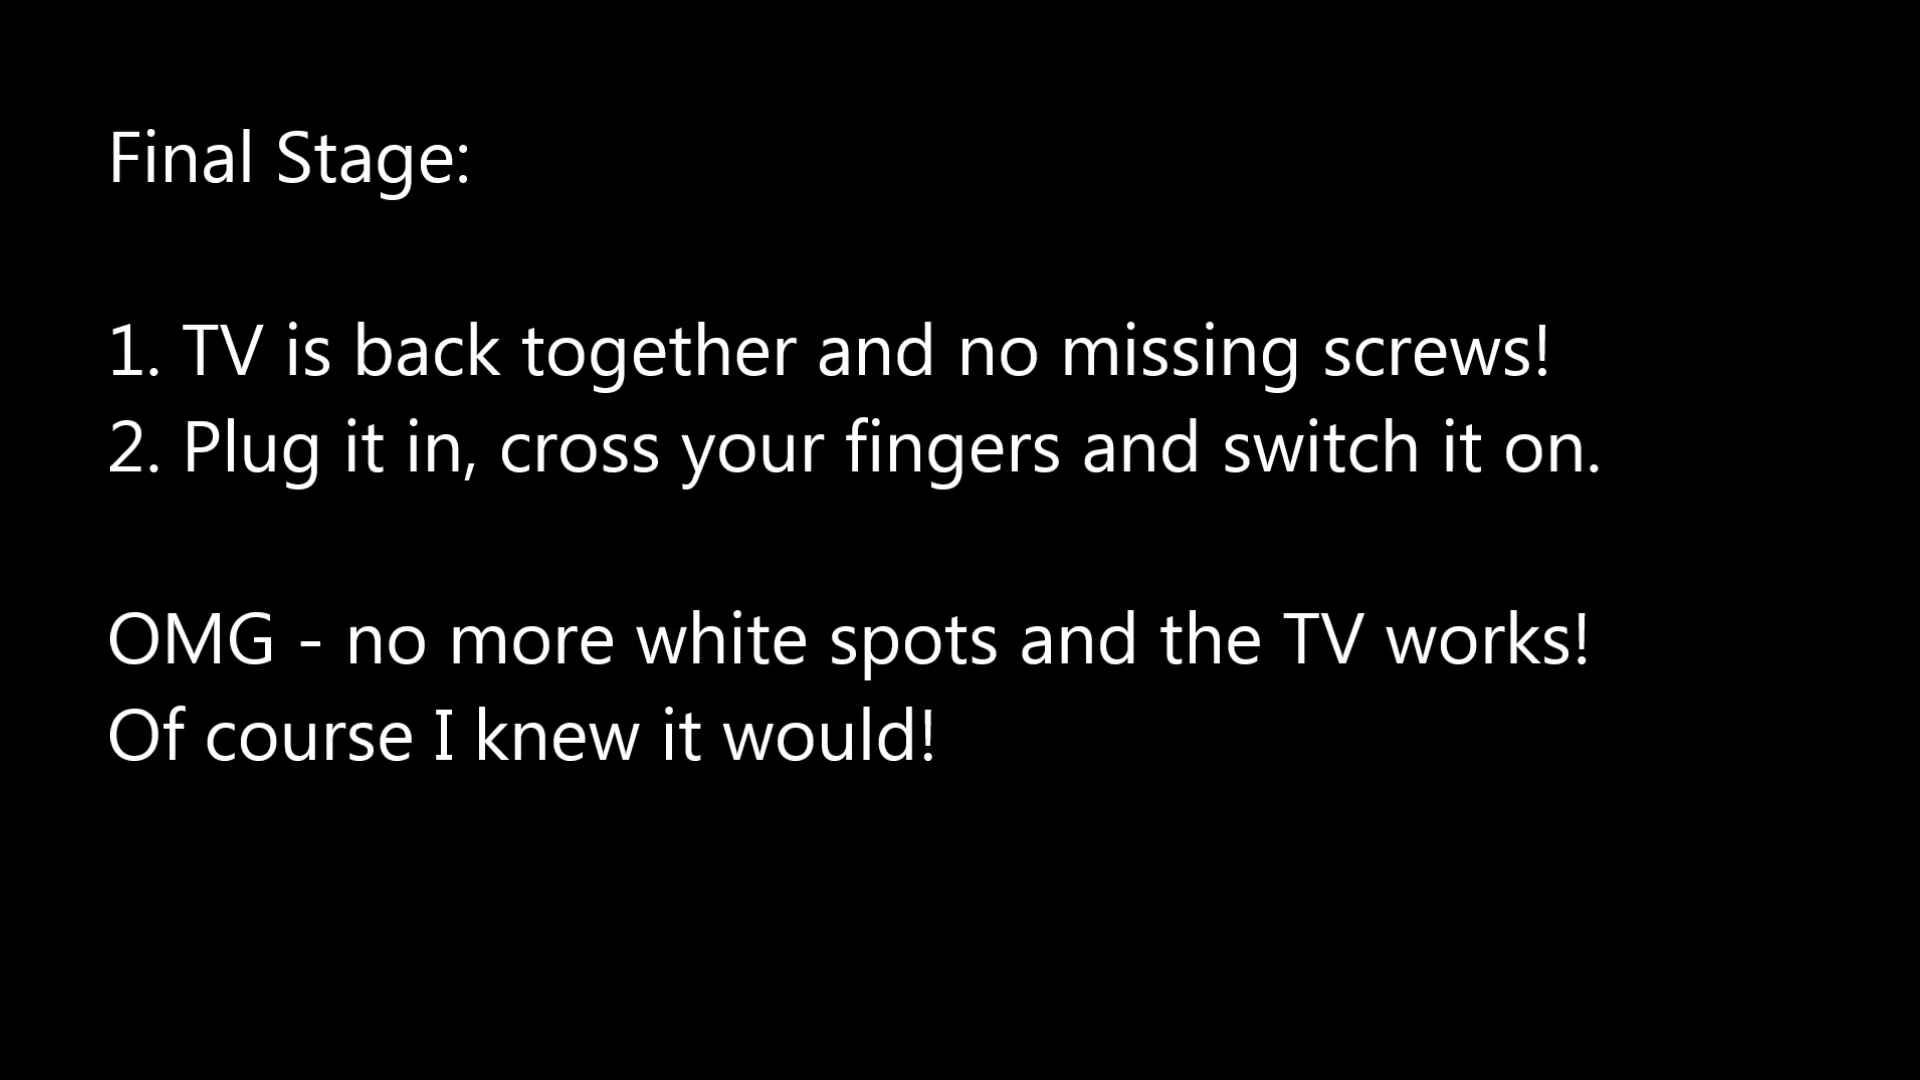 Final Stage:
1. TV is back together and no missing screws!
2. Plug it in, cross your fingers and switch it on.
OMG - no more white spots and the TV works!
Of course I knew it would!